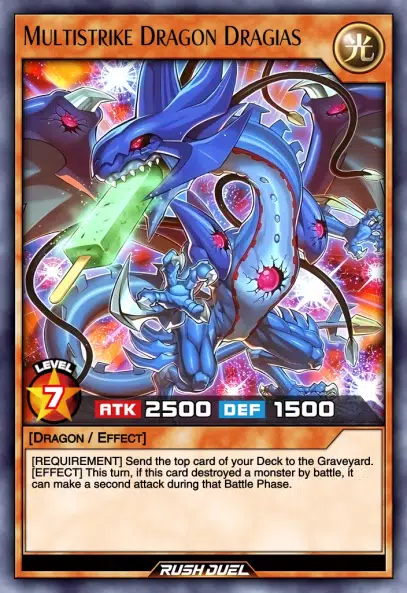 MULTISTRIKE DRAGON DRAGIAS
光
LEVEL
7
ATK 2500 DEF 1500
[DRAGON / EFFECT]
[REQUIREMENT] Send the top card of your Deck to the Graveyard.
[EFFECT] This turn, if this card destroyed a monster by battle, it
can make a second attack during that Battle Phase.
RUSH DUEL